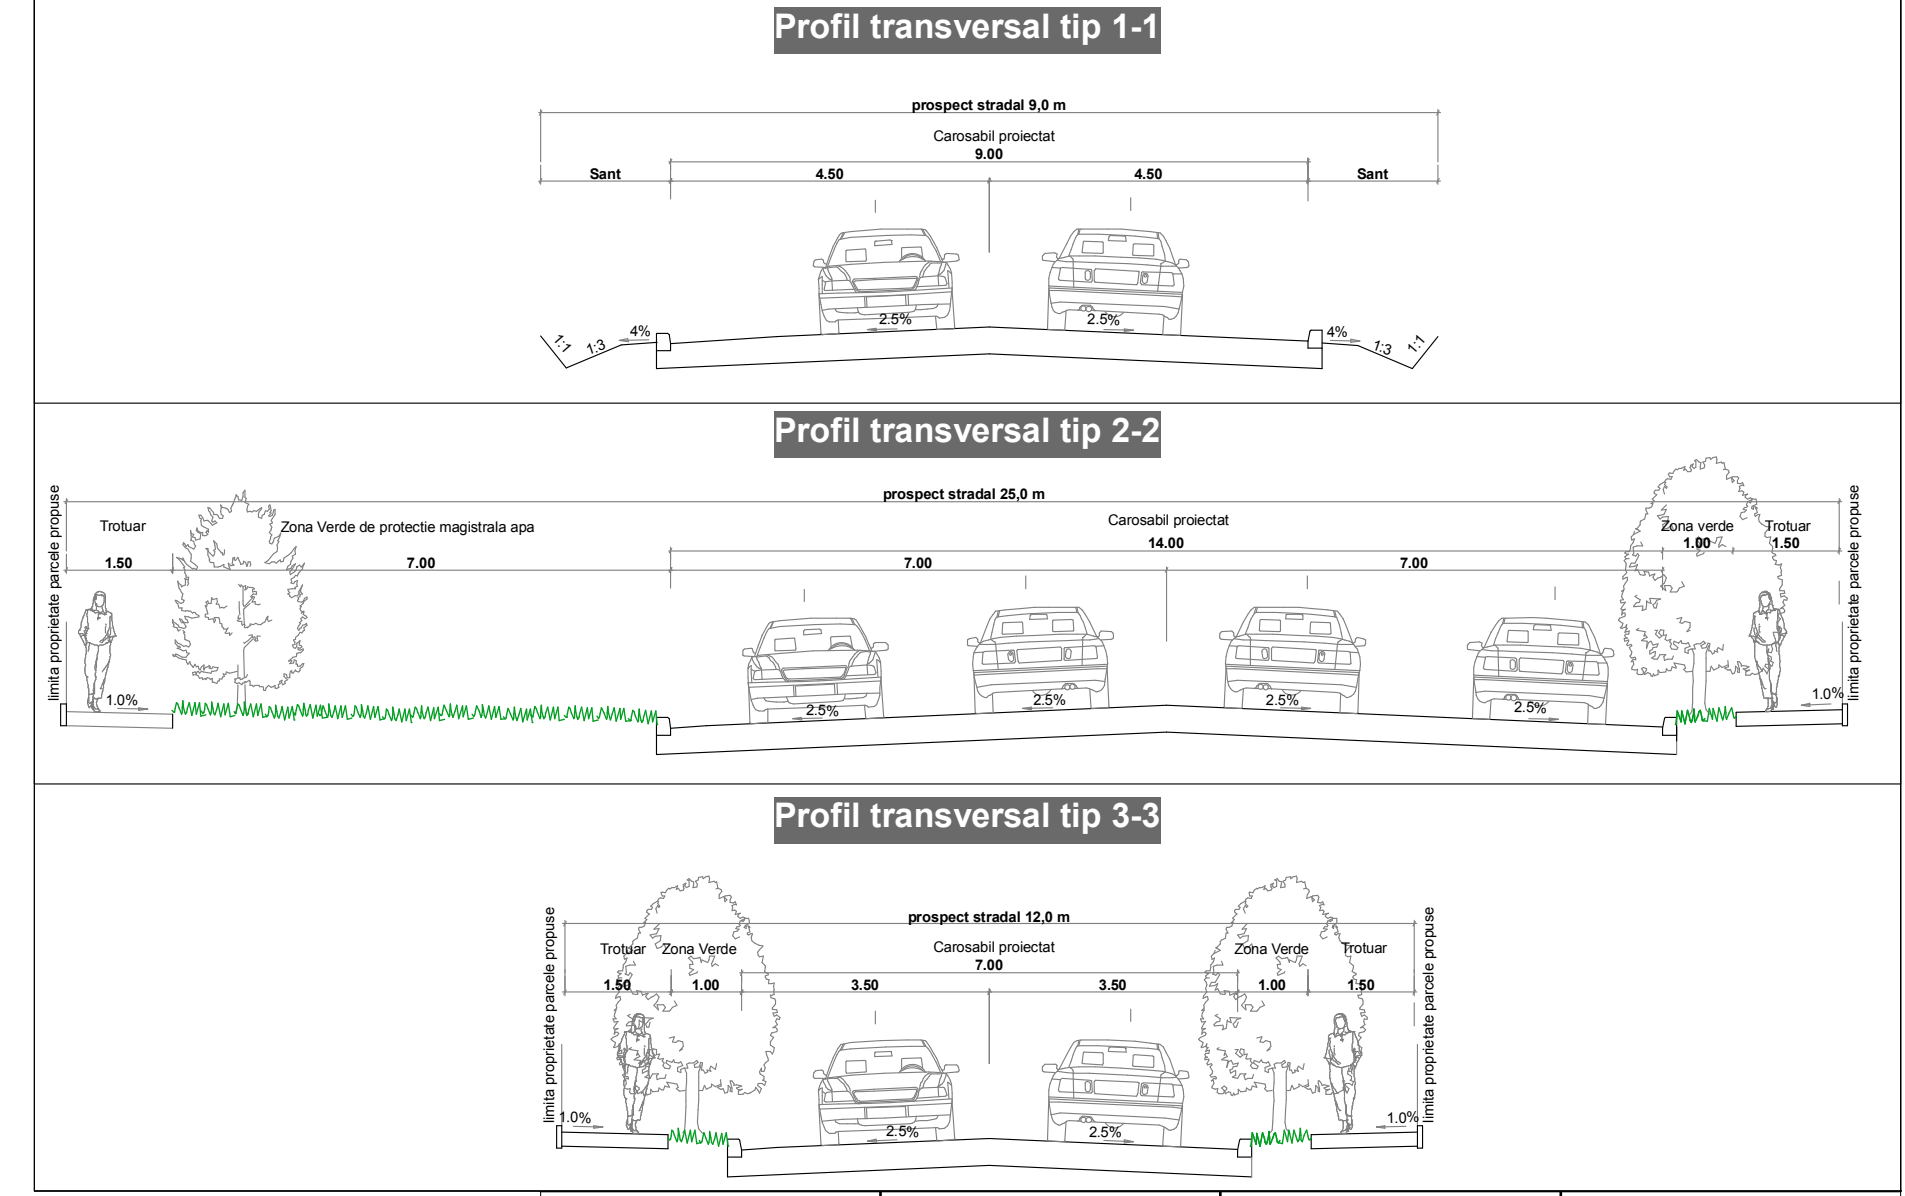 Profil transversal tip 1-1
prospect stradal 9,0 m
Carosabil proiectat
9.00
Sant 4.50 4.50 Sant
2.5% 2.5%
1:1 1:3 4% 4% 1:3 1:1
Profil transversal tip 2-2
prospect stradal 25,0 m
limita proprietate parcele propuse
Trotuar Zona Verde de protectie magistrala apa Carosabil proiectat Zona verde Trotuar
14.00 1.00 1.50
1.50 7.00 7.00 7.00
limita proprietate parcele propuse
1.0% 2.5% 2.5% 2.5% 2.5% 1.0%
Profil transversal tip 3-3
prospect stradal 12,0 m
limita proprietate parcele propuse
Trotuar Zona Verde Carosabil proiectat Zona Verde Trotuar
7.00
1.50 1.00 3.50 3.50 1.00 1.50
limita proprietate parcele propuse
1.0% 2.5% 2.5% 1.0%